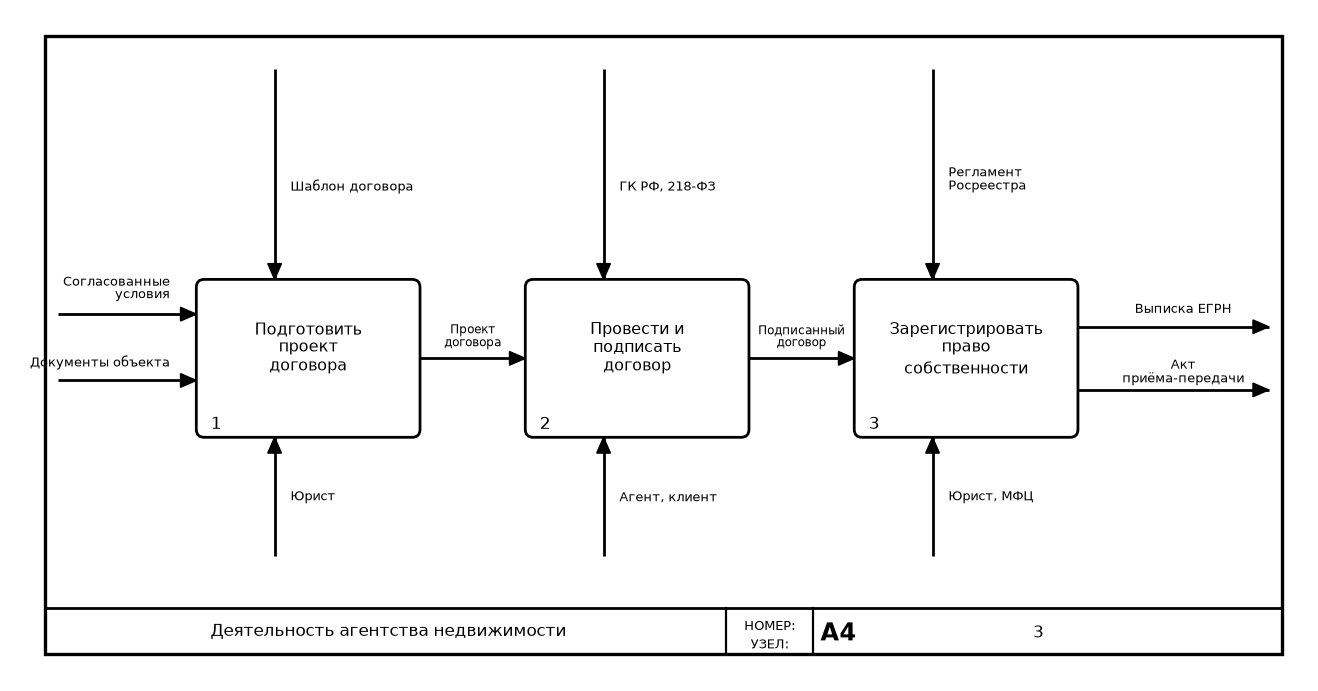 Шаблон договора
ГК РФ, 218-ФЗ
Регламент
Росреестра
Согласованные
условия
Документы объекта
Подготовить
проект
договора
1
Проект
договора
Провести и
подписать
договор
2
Подписанный
договор
Зарегистрировать
право
собственности
3
Выписка ЕГРН
Акт
приёма-передачи
Юрист
Агент, клиент
Юрист, МФЦ
Деятельность агентства недвижимости
НОМЕР:
УЗЕЛ:
А4
3